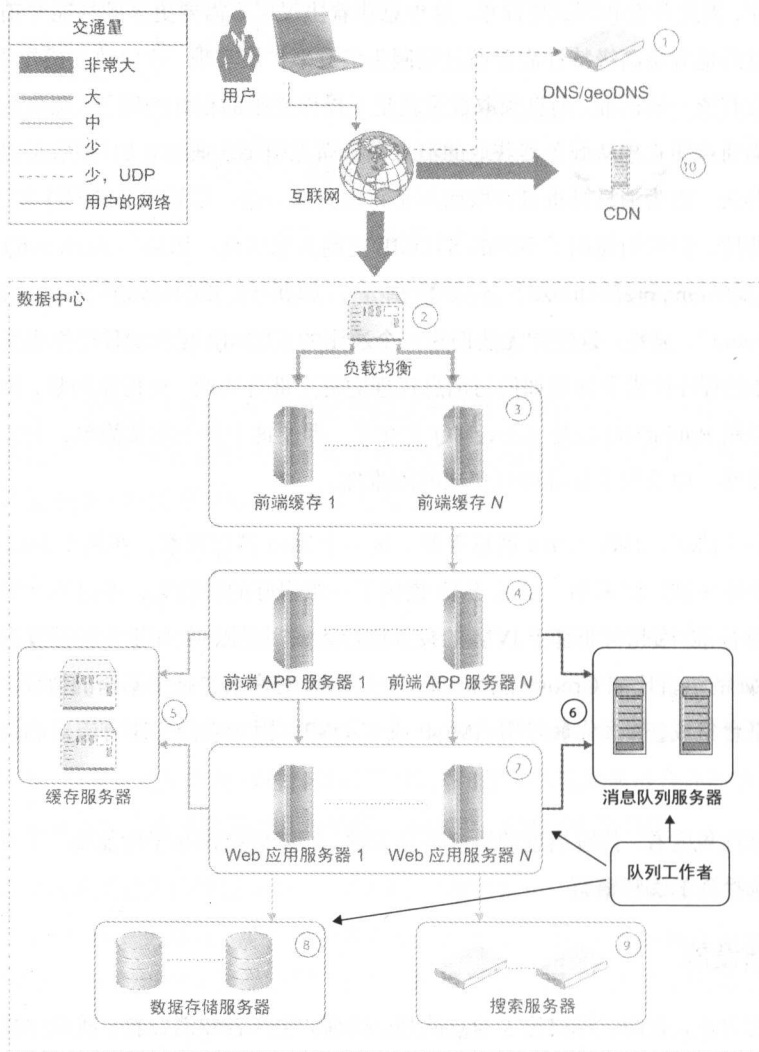 交通量
非常大
大
中
少
少，UDP
用户的网络
用户
1
DNS/geoDNS
互联网
10
CDN
数据中心
2
负载均衡
3
前端缓存 1
前端缓存 N
4
前端 APP 服务器 1
前端 APP 服务器 N
5
缓存服务器
6
消息队列服务器
7
Web 应用服务器 1
Web 应用服务器 N
队列工作者
8
数据存储服务器
9
搜索服务器